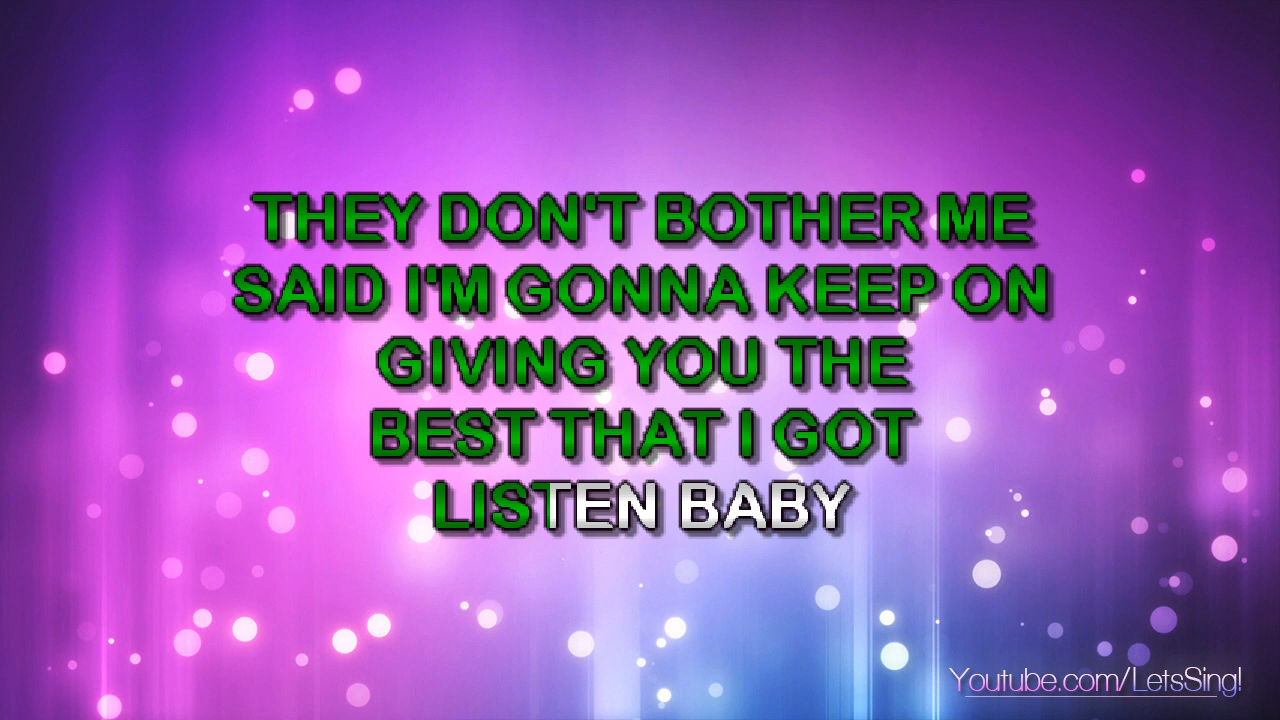 THEY DON'T BOTHER ME
SAID I'M GONNA KEEP ON
GIVING YOU THE
BEST THAT I GOT
LISTEN BABY
Youtube.com/LetsSing!